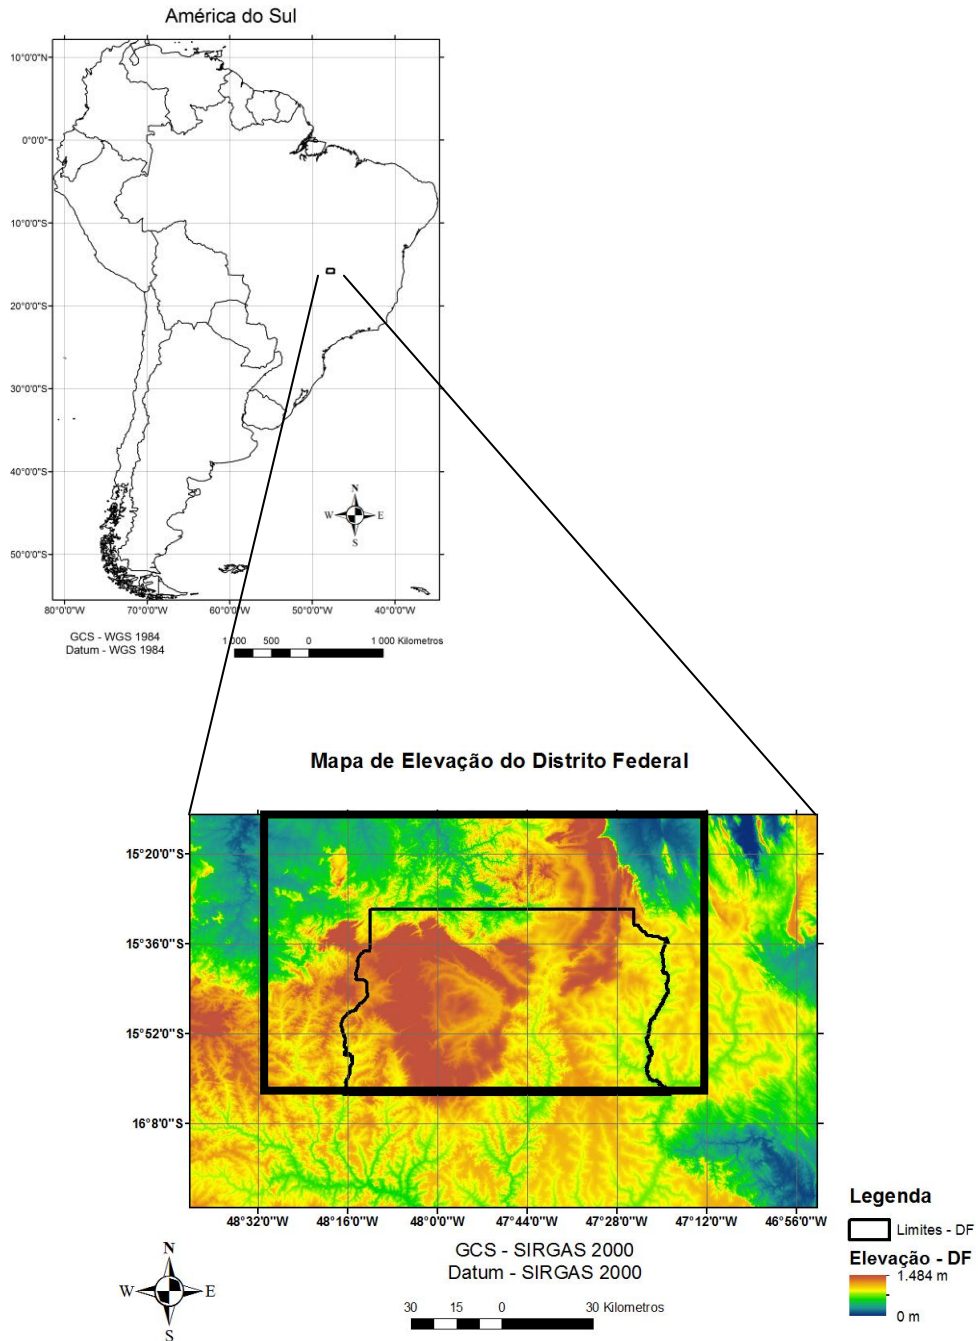 América do Sul
10°0'0"N
0°0'0"
10°0'0"S
20°0'0"S
30°0'0"S
40°0'0"S
50°0'0"S
N
W E
S
80°0'0"W 70°0'0"W 60°0'0"W 50°0'0"W 40°0'0"W
GCS - WGS 1984
Datum - WGS 1984
1 000 500 0 1 000 Kilometros
Mapa de Elevação do Distrito Federal
15°20'0"S
15°36'0"S
15°52'0"S
16°8'0"S
48°32'0"W 48°16'0"W 48°0'0"W 47°44'0"W 47°28'0"W 47°12'0"W 46°56'0"W
GCS - SIRGAS 2000
Datum - SIRGAS 2000
N
W E
S
30 15 0 30 Kilometros
Legenda
Limites - DF
Elevação - DF
1.484 m
0 m